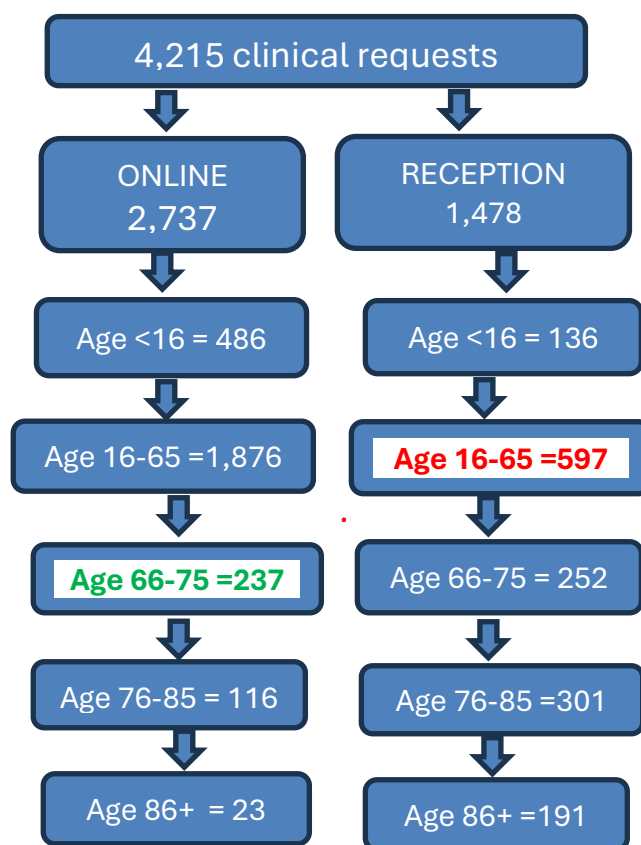 4,215 clinical requests
ONLINE
2,737
Age <16 = 486
Age 16-65 =1,876
Age 66-75 =237
Age 76-85 = 116
Age 86+ = 23
RECEPTION
1,478
Age <16 = 136
Age 16-65 =597
Age 66-75 = 252
Age 76-85 =301
Age 86+ =191